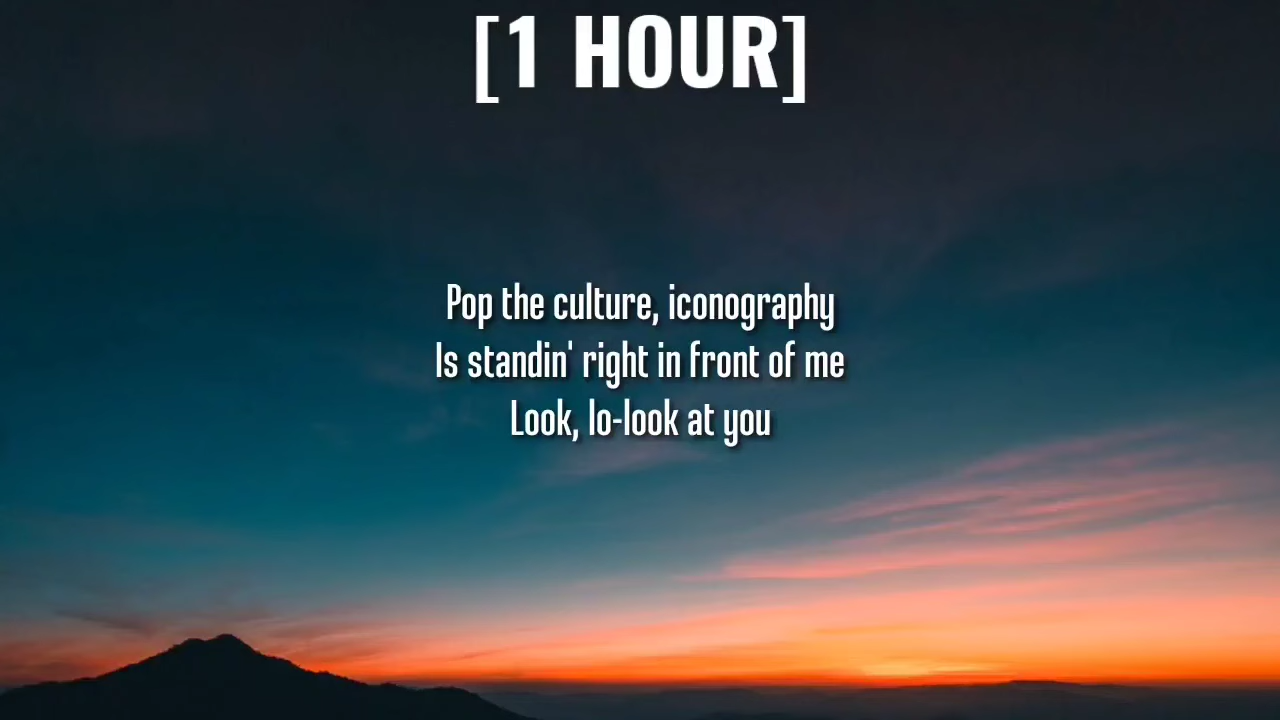 [1 HOUR]
Pop the culture, iconography
Is standin' right in front of me
Look, lo-look at you